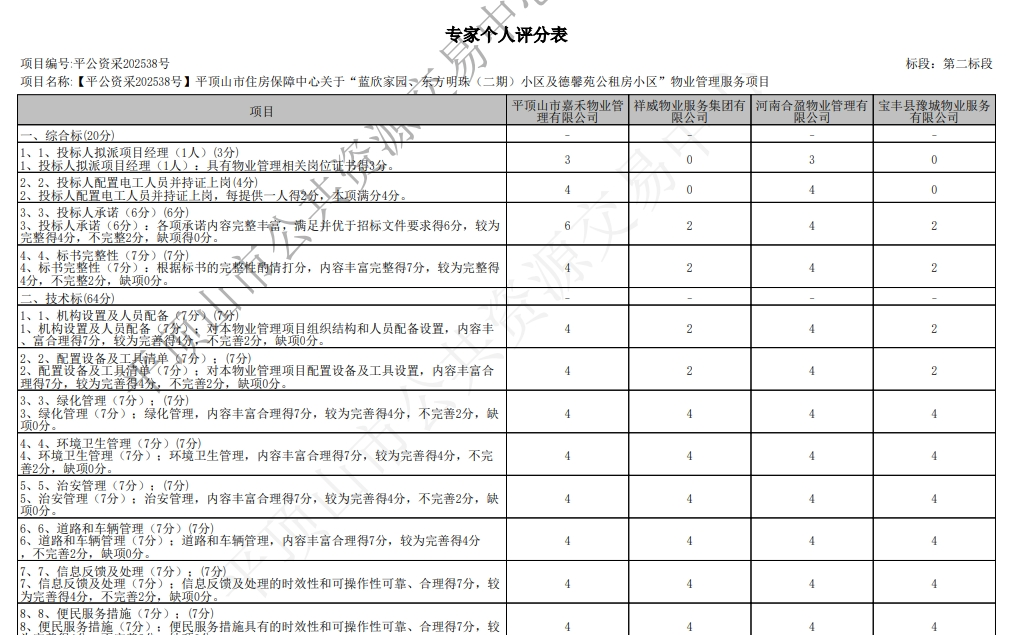 专家个人评分表
项目编号:平公资采202538号
标段: 第二标段
项目名称:【平公资采202538号】平顶山市住房保障中心关于“蓝欣家园、东方明珠（二期）小区及德馨苑公租房小区”物业管理服务项目
项目 平顶山市嘉禾物业管理有限公司 祥威物业服务集团有限公司 河南合盈物业管理有限公司 宝丰县豫城物业服务有限公司
一、综合标(20分) - - - -
1、1、投标人拟派项目经理（1人）(3分)
1、投标人拟派项目经理（1人）: 具有物业管理相关岗位证书得3分。 3 0 3 0
2、2、投标人配置电工人员并持证上岗(4分)
2、投标人配置电工人员并持证上岗，每提供一人得2分，本项满分4分。 4 0 4 0
3、3、投标人承诺（6分）(6分)
3、投标人承诺（6分）: 各项承诺内容完整丰富，满足并优于招标文件要求得6分，较为
完整得4分，不完整2分，缺项得0分。 6 2 4 2
4、4、标书完整性（7分）(7分)
4、标书完整性（7分）: 根据标书的完整性酌情打分，内容丰富完整得7分，较为完整得
4分，不完整2分，缺项0分。 4 2 4 2
二、技术标(64分) - - - -
1、1、机构设置及人员配备（7分）(7分)
1、机构设置及人员配备（7分）; 对本物业管理项目组织结构和人员配备设置，内容丰
、富合理得7分，较为完善得4分，不完善2分，缺项0分。 4 2 4 2
2、2、配置设备及工具清单（7分）; (7分)
2、配置设备及工具清单（7分）; 对本物业管理项目配置设备及工具设置，内容丰富合
理得7分，较为完善得4分，不完善2分，缺项0分。 4 2 4 2
3、3、绿化管理（7分）; (7分)
3、绿化管理（7分）; 绿化管理，内容丰富合理得7分，较为完善得4分，不完善2分，缺
项0分。 4 4 4 4
4、4、环境卫生管理（7分）(7分)
4、环境卫生管理（7分）; 环境卫生管理，内容丰富合理得7分，较为完善得4分，不完
善2分，缺项0分。 4 4 4 4
5、5、治安管理（7分）; (7分)
5、治安管理（7分）; 治安管理，内容丰富合理得7分，较为完善得4分，不完善2分，缺
项0分。 4 4 4 4
6、6、道路和车辆管理（7分）(7分)
6、道路和车辆管理（7分）; 道路和车辆管理，内容丰富合理得7分，较为完善得4分
，不完善2分，缺项0分。 4 4 4 4
7、7、信息反馈及处理（7分）; (7分)
7、信息反馈及处理（7分）; 信息反馈及处理的时效性和可操作性可靠、合理得7分，较
为完善得4分，不完善2分，缺项0分。 4 4 4 4
8、8、便民服务措施（7分）; (7分)
8、便民服务措施（7分）; 便民服务措施具有的时效性和可操作性可靠、合理得7分，较 4 4 4 4
平顶山市公共资源交易中心
平顶山市公共资源交易中